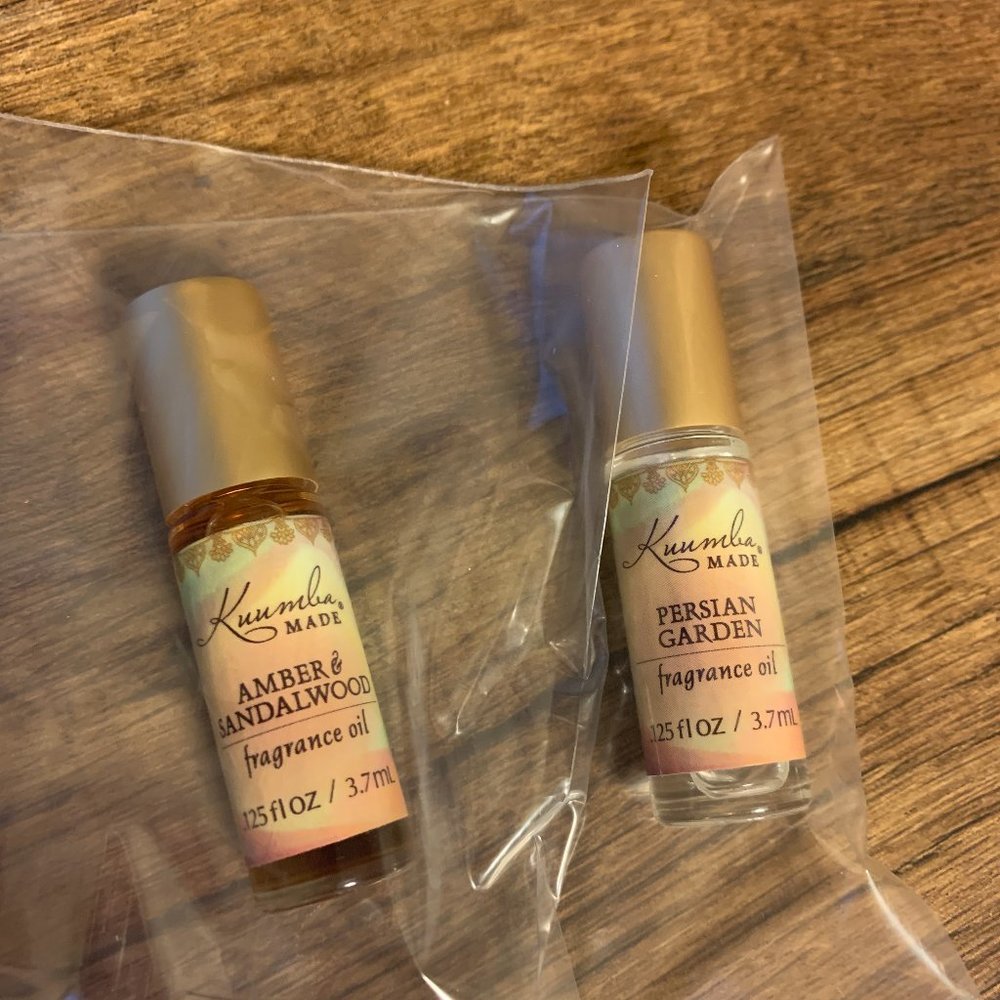 Kuumba®
MADE
AMBER &
SANDALWOOD
fragrance oil
.125 fl oz / 3.7mL
Kuumba®
MADE
PERSIAN
GARDEN
fragrance oil
.125 fl oz / 3.7mL